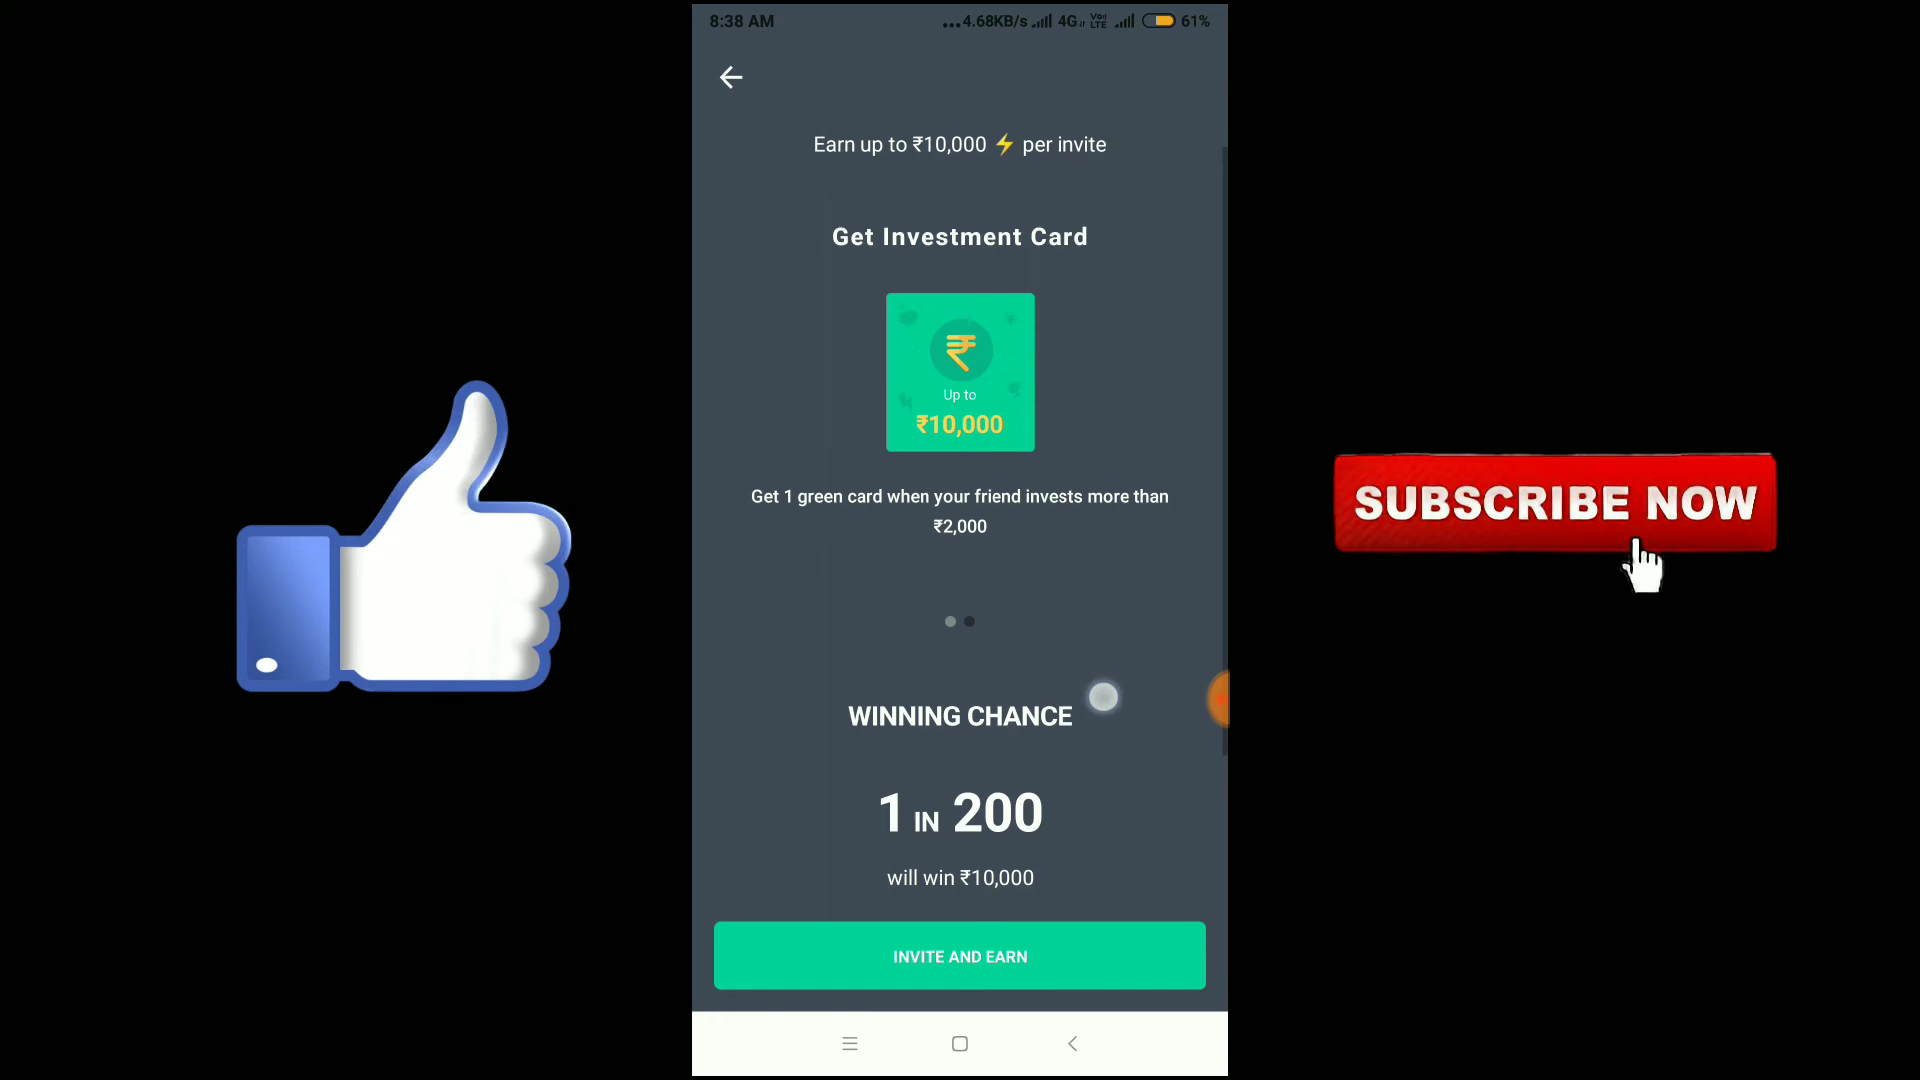 8:38 AM
...4.68KB/s 4G VoLTE 61%
Earn up to ₹10,000 ⚡ per invite
Get Investment Card
₹
Up to
₹10,000
Get 1 green card when your friend invests more than
₹2,000
SUBSCRIBE NOW
WINNING CHANCE
1 IN 200
will win ₹10,000
INVITE AND EARN